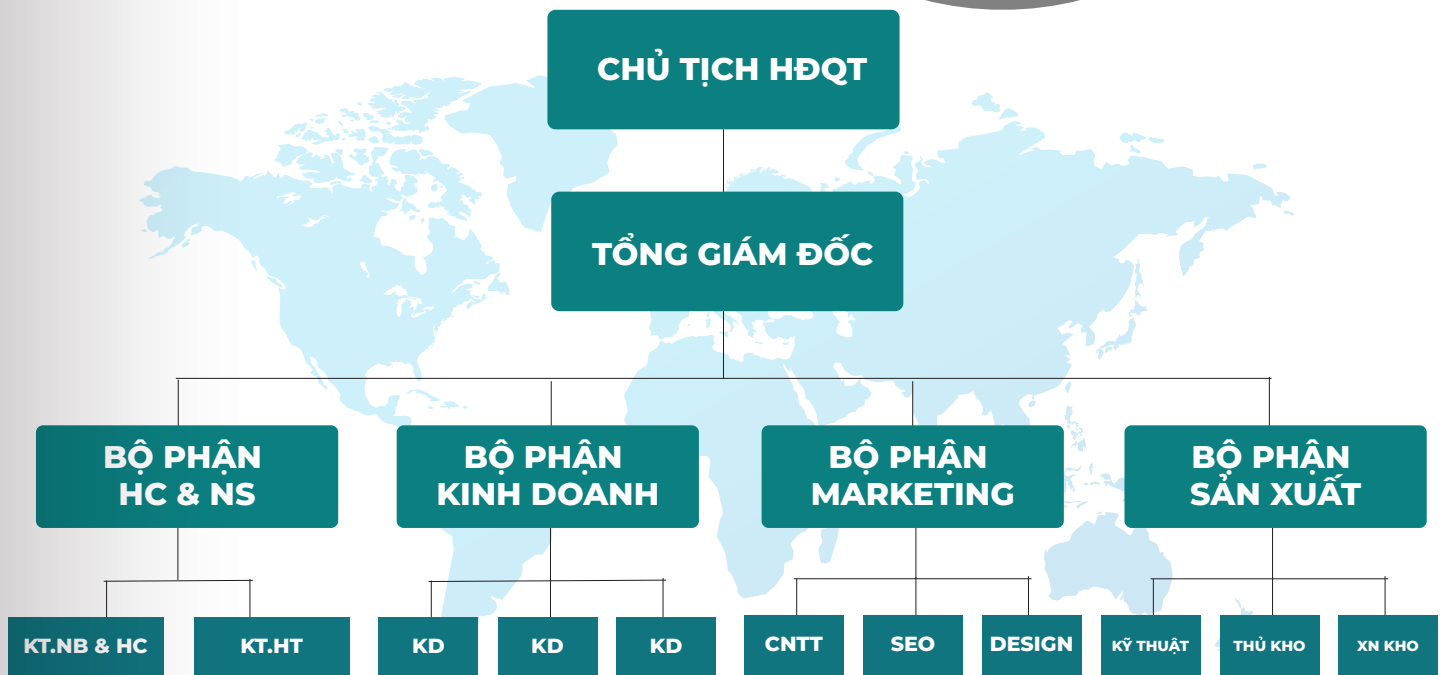 CHỦ TỊCH HĐQT
TỔNG GIÁM ĐỐC
BỘ PHẬN
HC & NS
BỘ PHẬN
KINH DOANH
BỘ PHẬN
MARKETING
BỘ PHẬN
SẢN XUẤT
KT.NB & HC
KT.HT
KD
KD
KD
CNTT
SEO
DESIGN
KỸ THUẬT
THỦ KHO
XN KHO